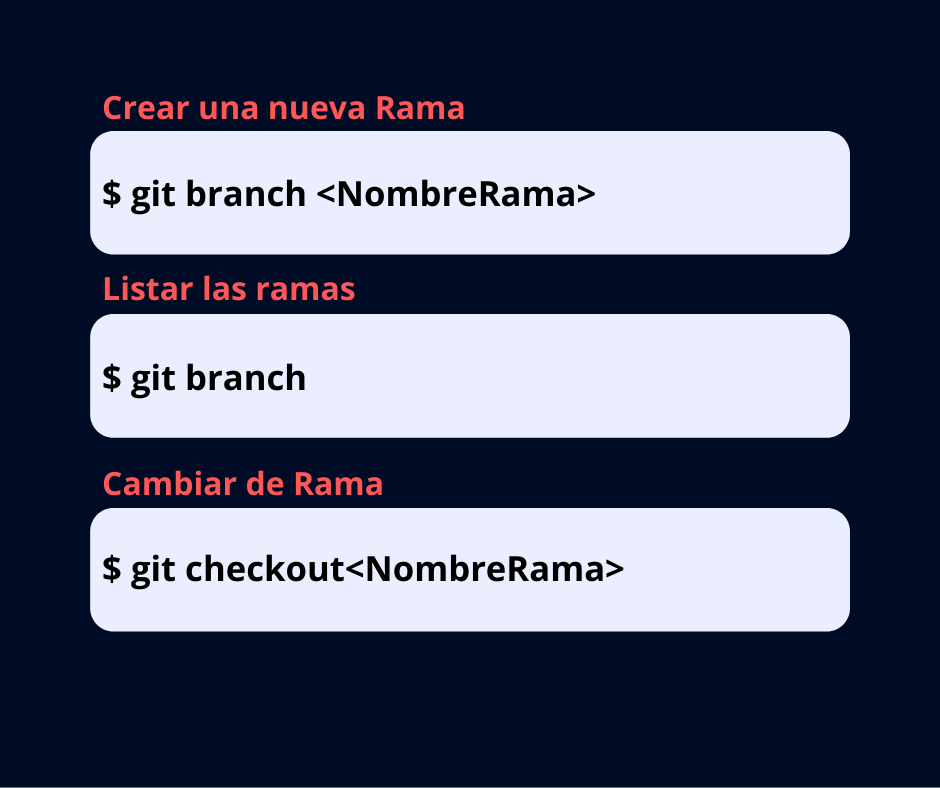 Crear una nueva Rama
$ git branch <NombreRama>
Listar las ramas
$ git branch
Cambiar de Rama
$ git checkout<NombreRama>